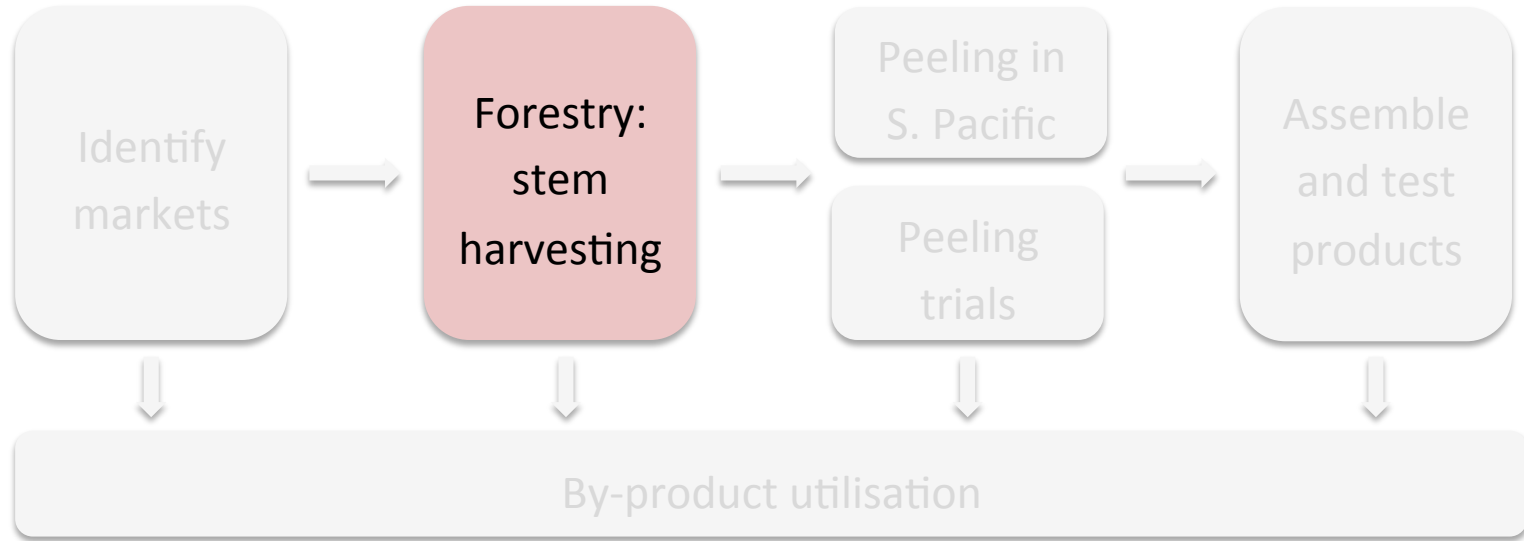 Identify
markets
Forestry:
stem
harvesting
Peeling in
S. Pacific
Peeling
trials
Assemble
and test
products
By-product utilisation